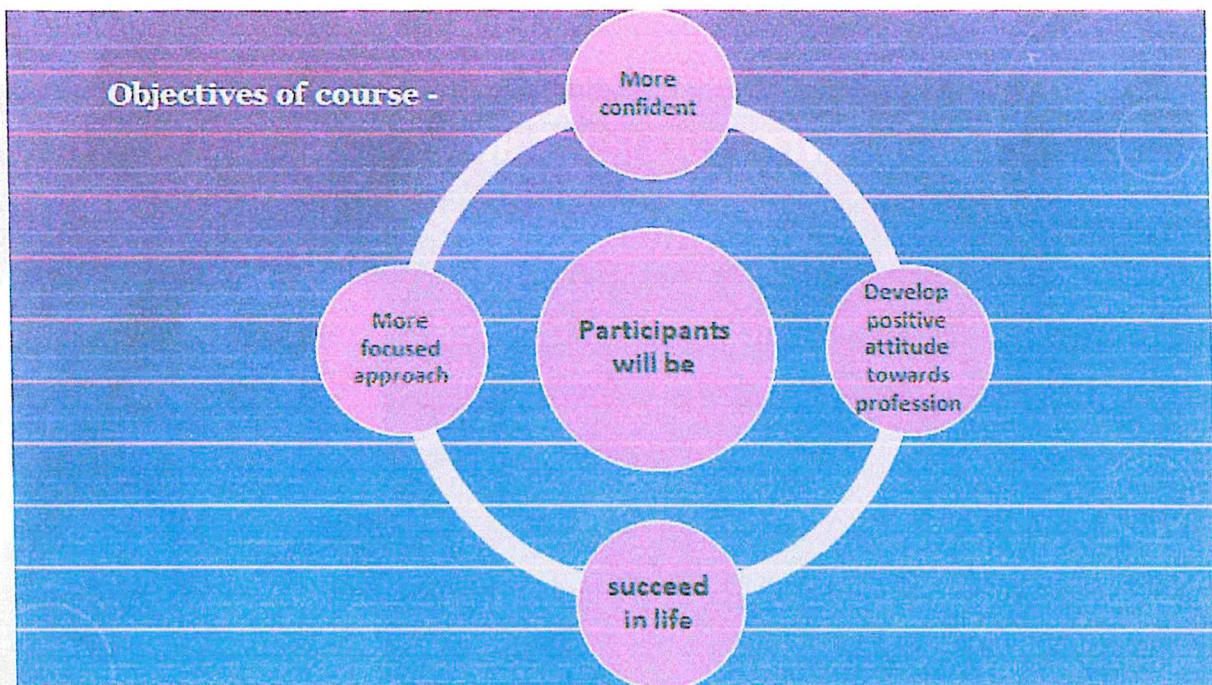 Objectives of course -
More
confident
Develop
positive
attitude
towards
profession
succeed
in life
More
focused
approach
Participants
will be